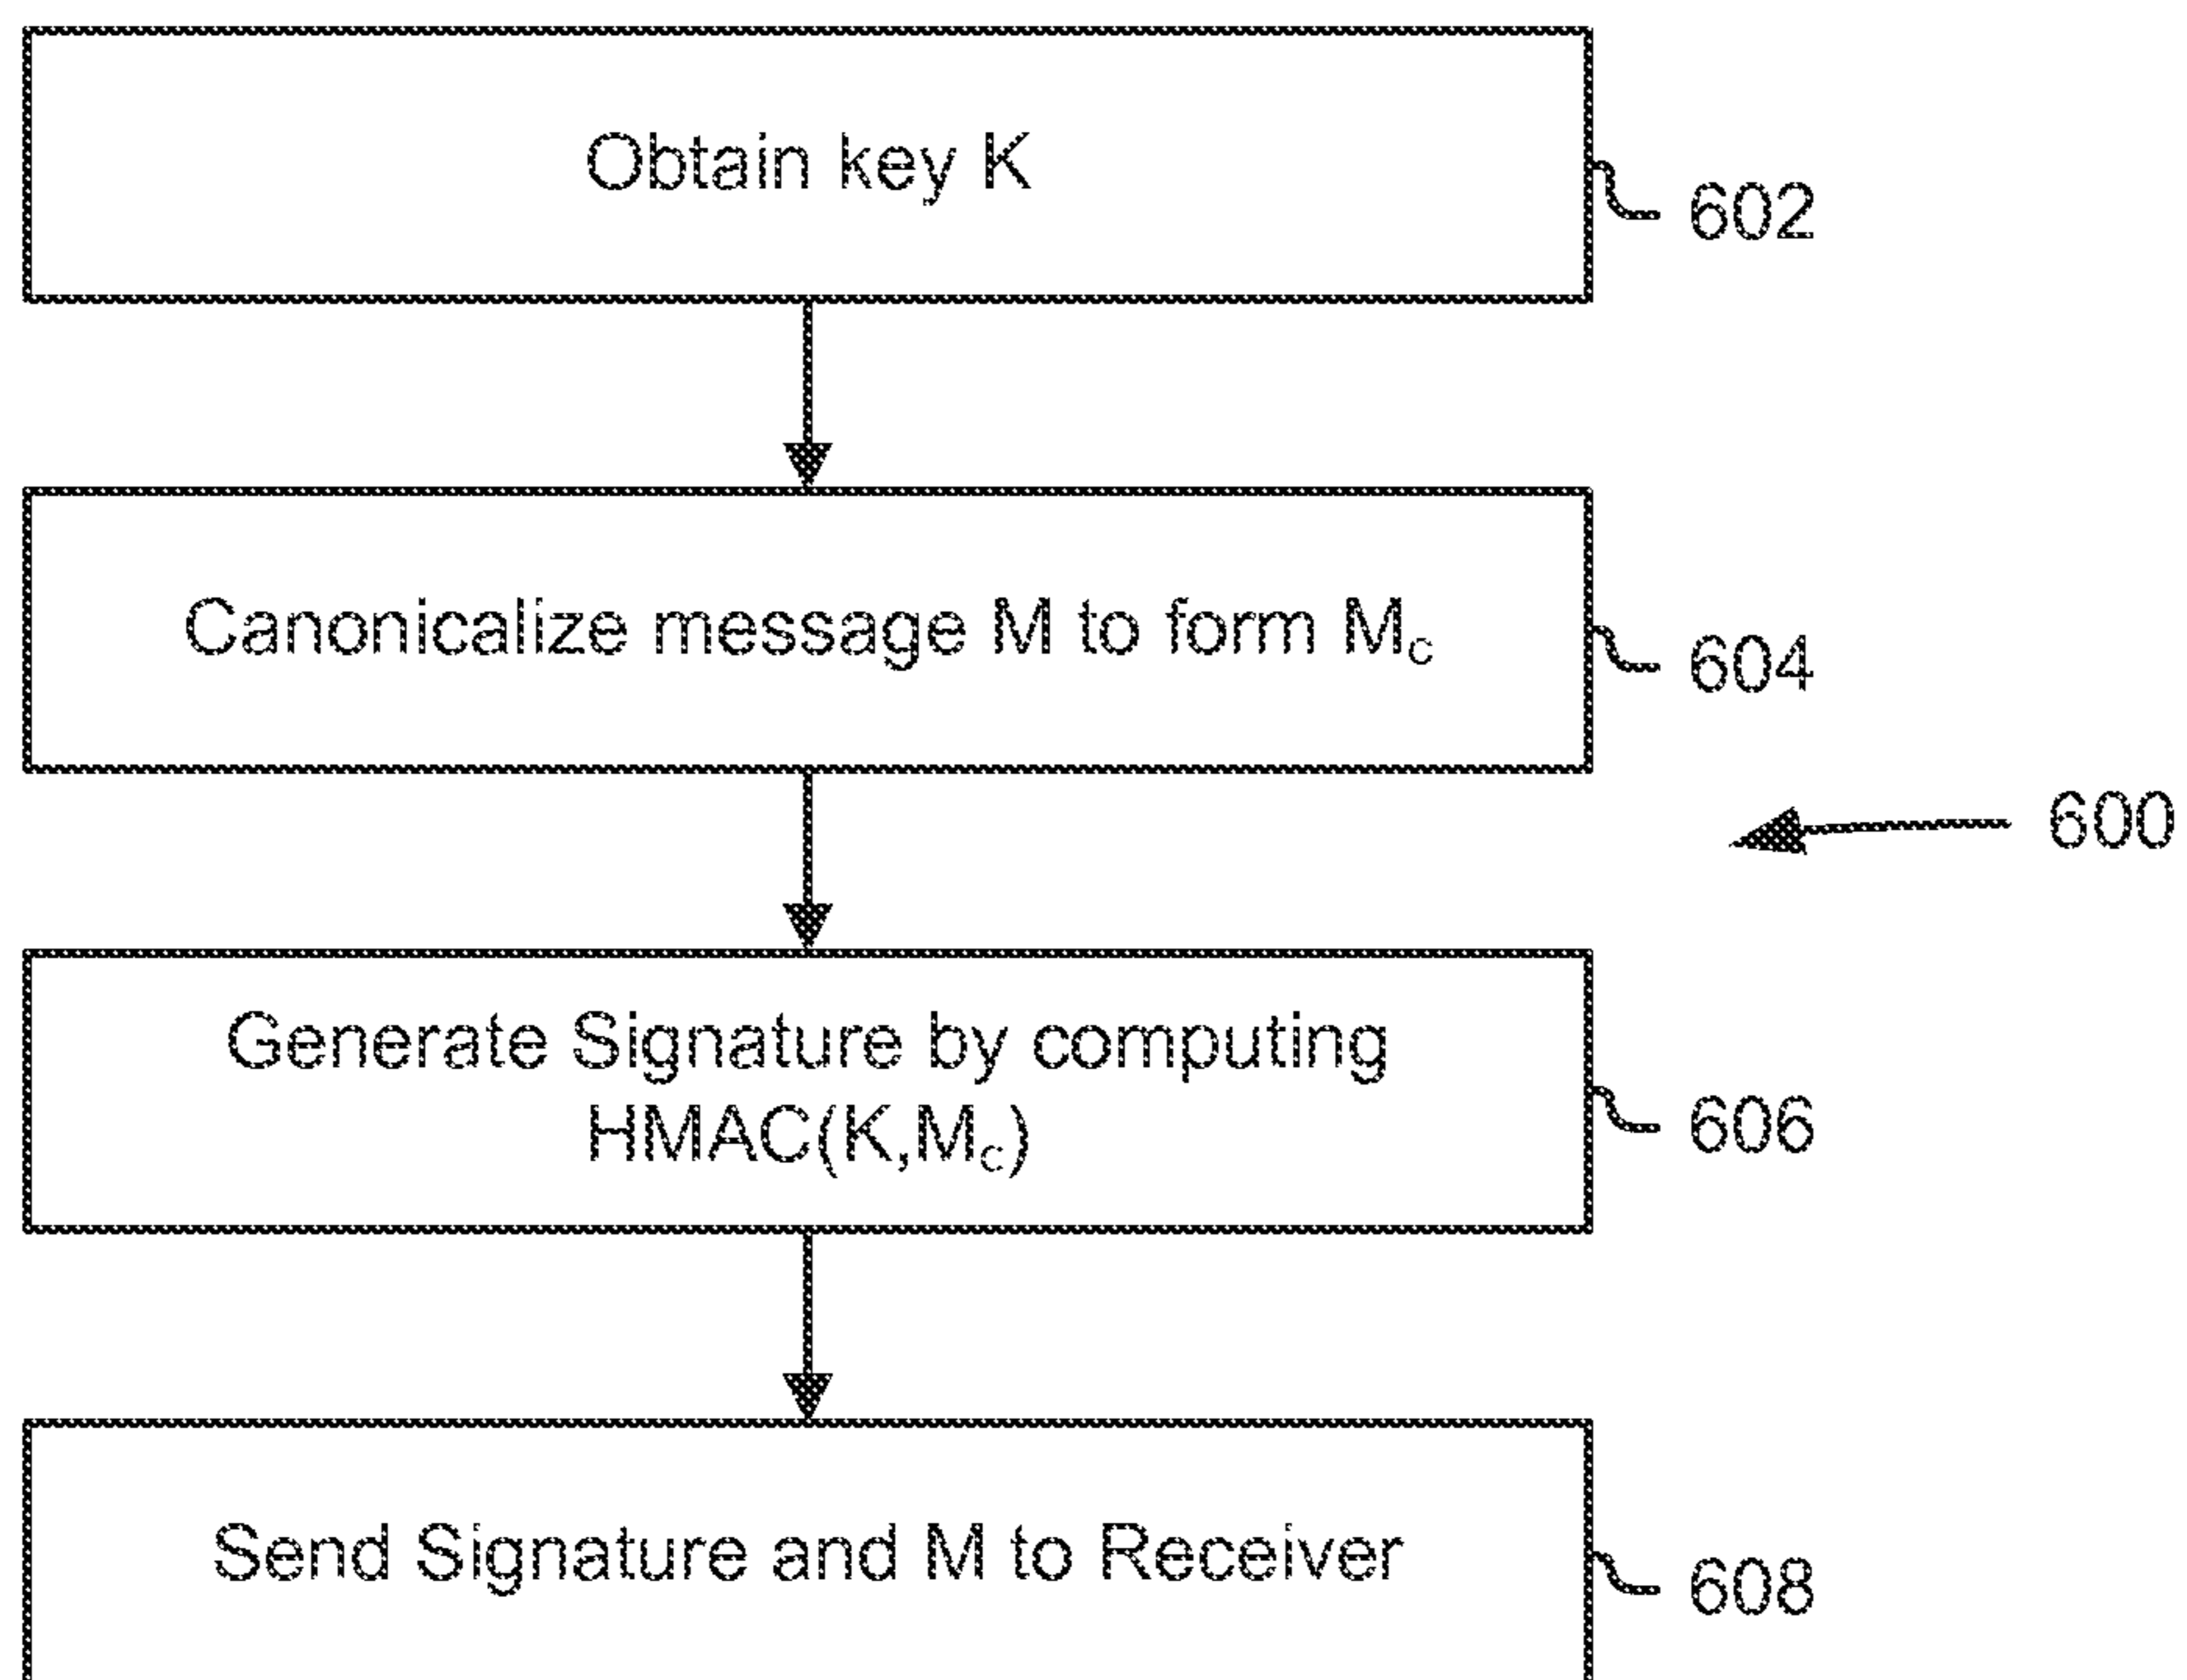 Obtain key K
602
Canonicalize message M to form Mc
604
600
Generate Signature by computing
HMAC(K,Mc)
606
Send Signature and M to Receiver
608